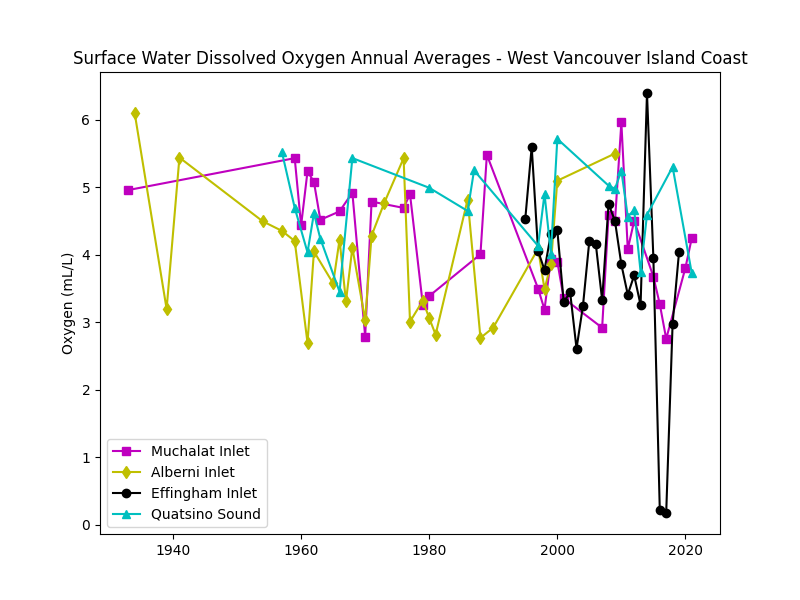 Surface Water Dissolved Oxygen Annual Averages - West Vancouver Island Coast
Oxygen (mL/L)
6
5
4
3
2
1
0
Muchalat Inlet
Alberni Inlet
Effingham Inlet
Quatsino Sound
1940 1960 1980 2000 2020